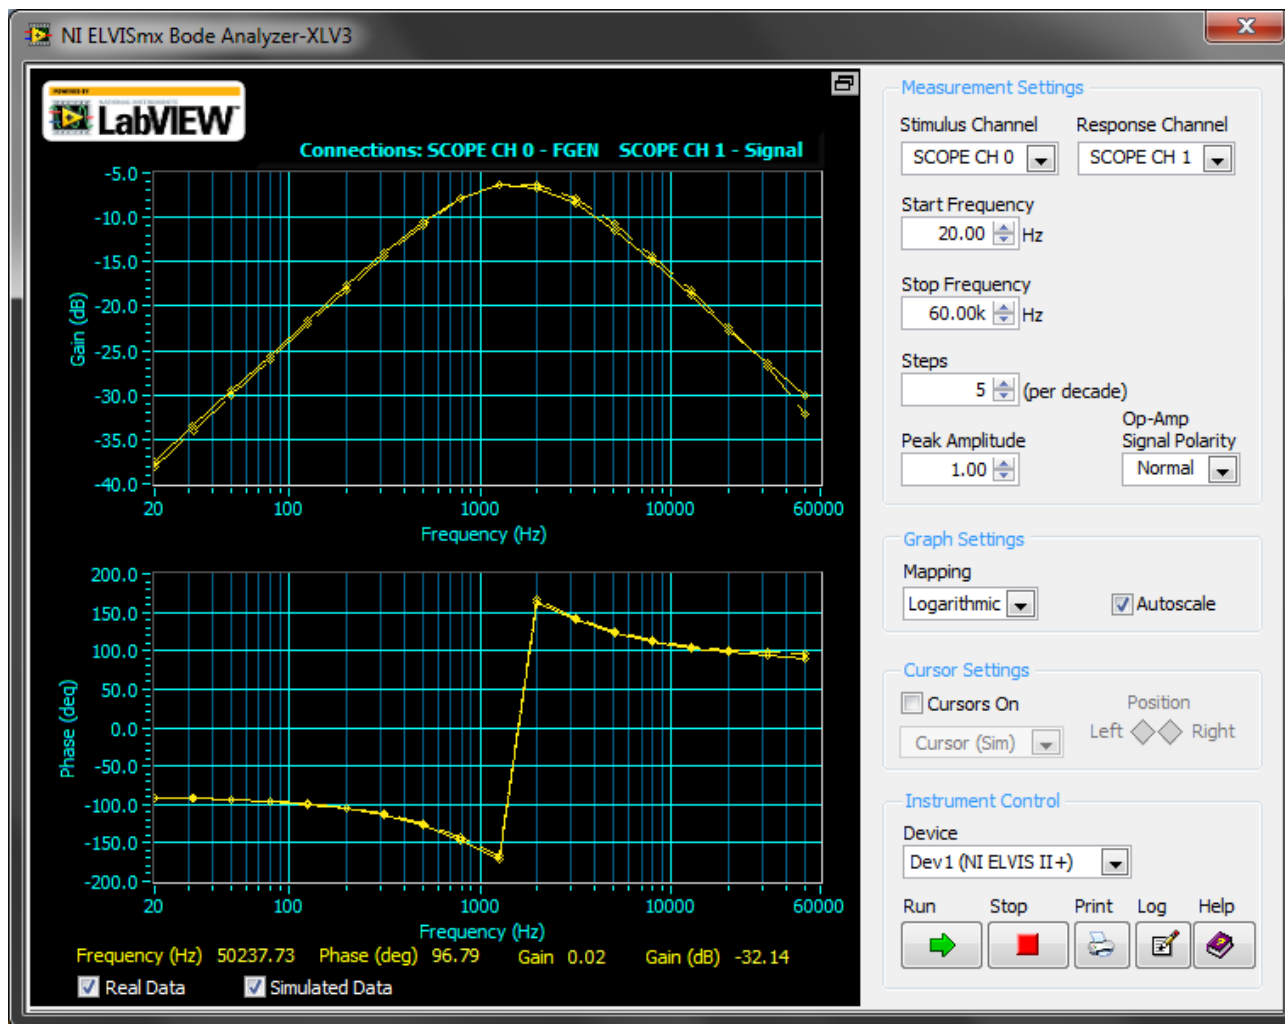 NI ELVISmx Bode Analyzer-XLV3
POWERED BY
NATIONAL INSTRUMENTS
LabVIEW™
Connections: SCOPE CH 0 - FGEN SCOPE CH 1 - Signal
-5.0
-10.0
-15.0
-20.0
-25.0
-30.0
-35.0
-40.0
Gain (dB)
20 100 1000 10000 60000
Frequency (Hz)
200.0
150.0
100.0
50.0
0.0
-50.0
-100.0
-150.0
-200.0
Phase (deg)
20 100 1000 10000 60000
Frequency (Hz)
Frequency (Hz) 50237.73 Phase (deg) 96.79 Gain 0.02 Gain (dB) -32.14
Real Data Simulated Data
Measurement Settings
Stimulus Channel Response Channel
SCOPE CH 0 SCOPE CH 1
Start Frequency
20.00 Hz
Stop Frequency
60.00k Hz
Steps
5 (per decade)
Op-Amp
Peak Amplitude Signal Polarity
1.00 Normal
Graph Settings
Mapping
Logarithmic Autoscale
Cursor Settings
Cursors On Position
Cursor (Sim) Left Right
Instrument Control
Device
Dev1 (NI ELVIS II+)
Run Stop Print Log Help